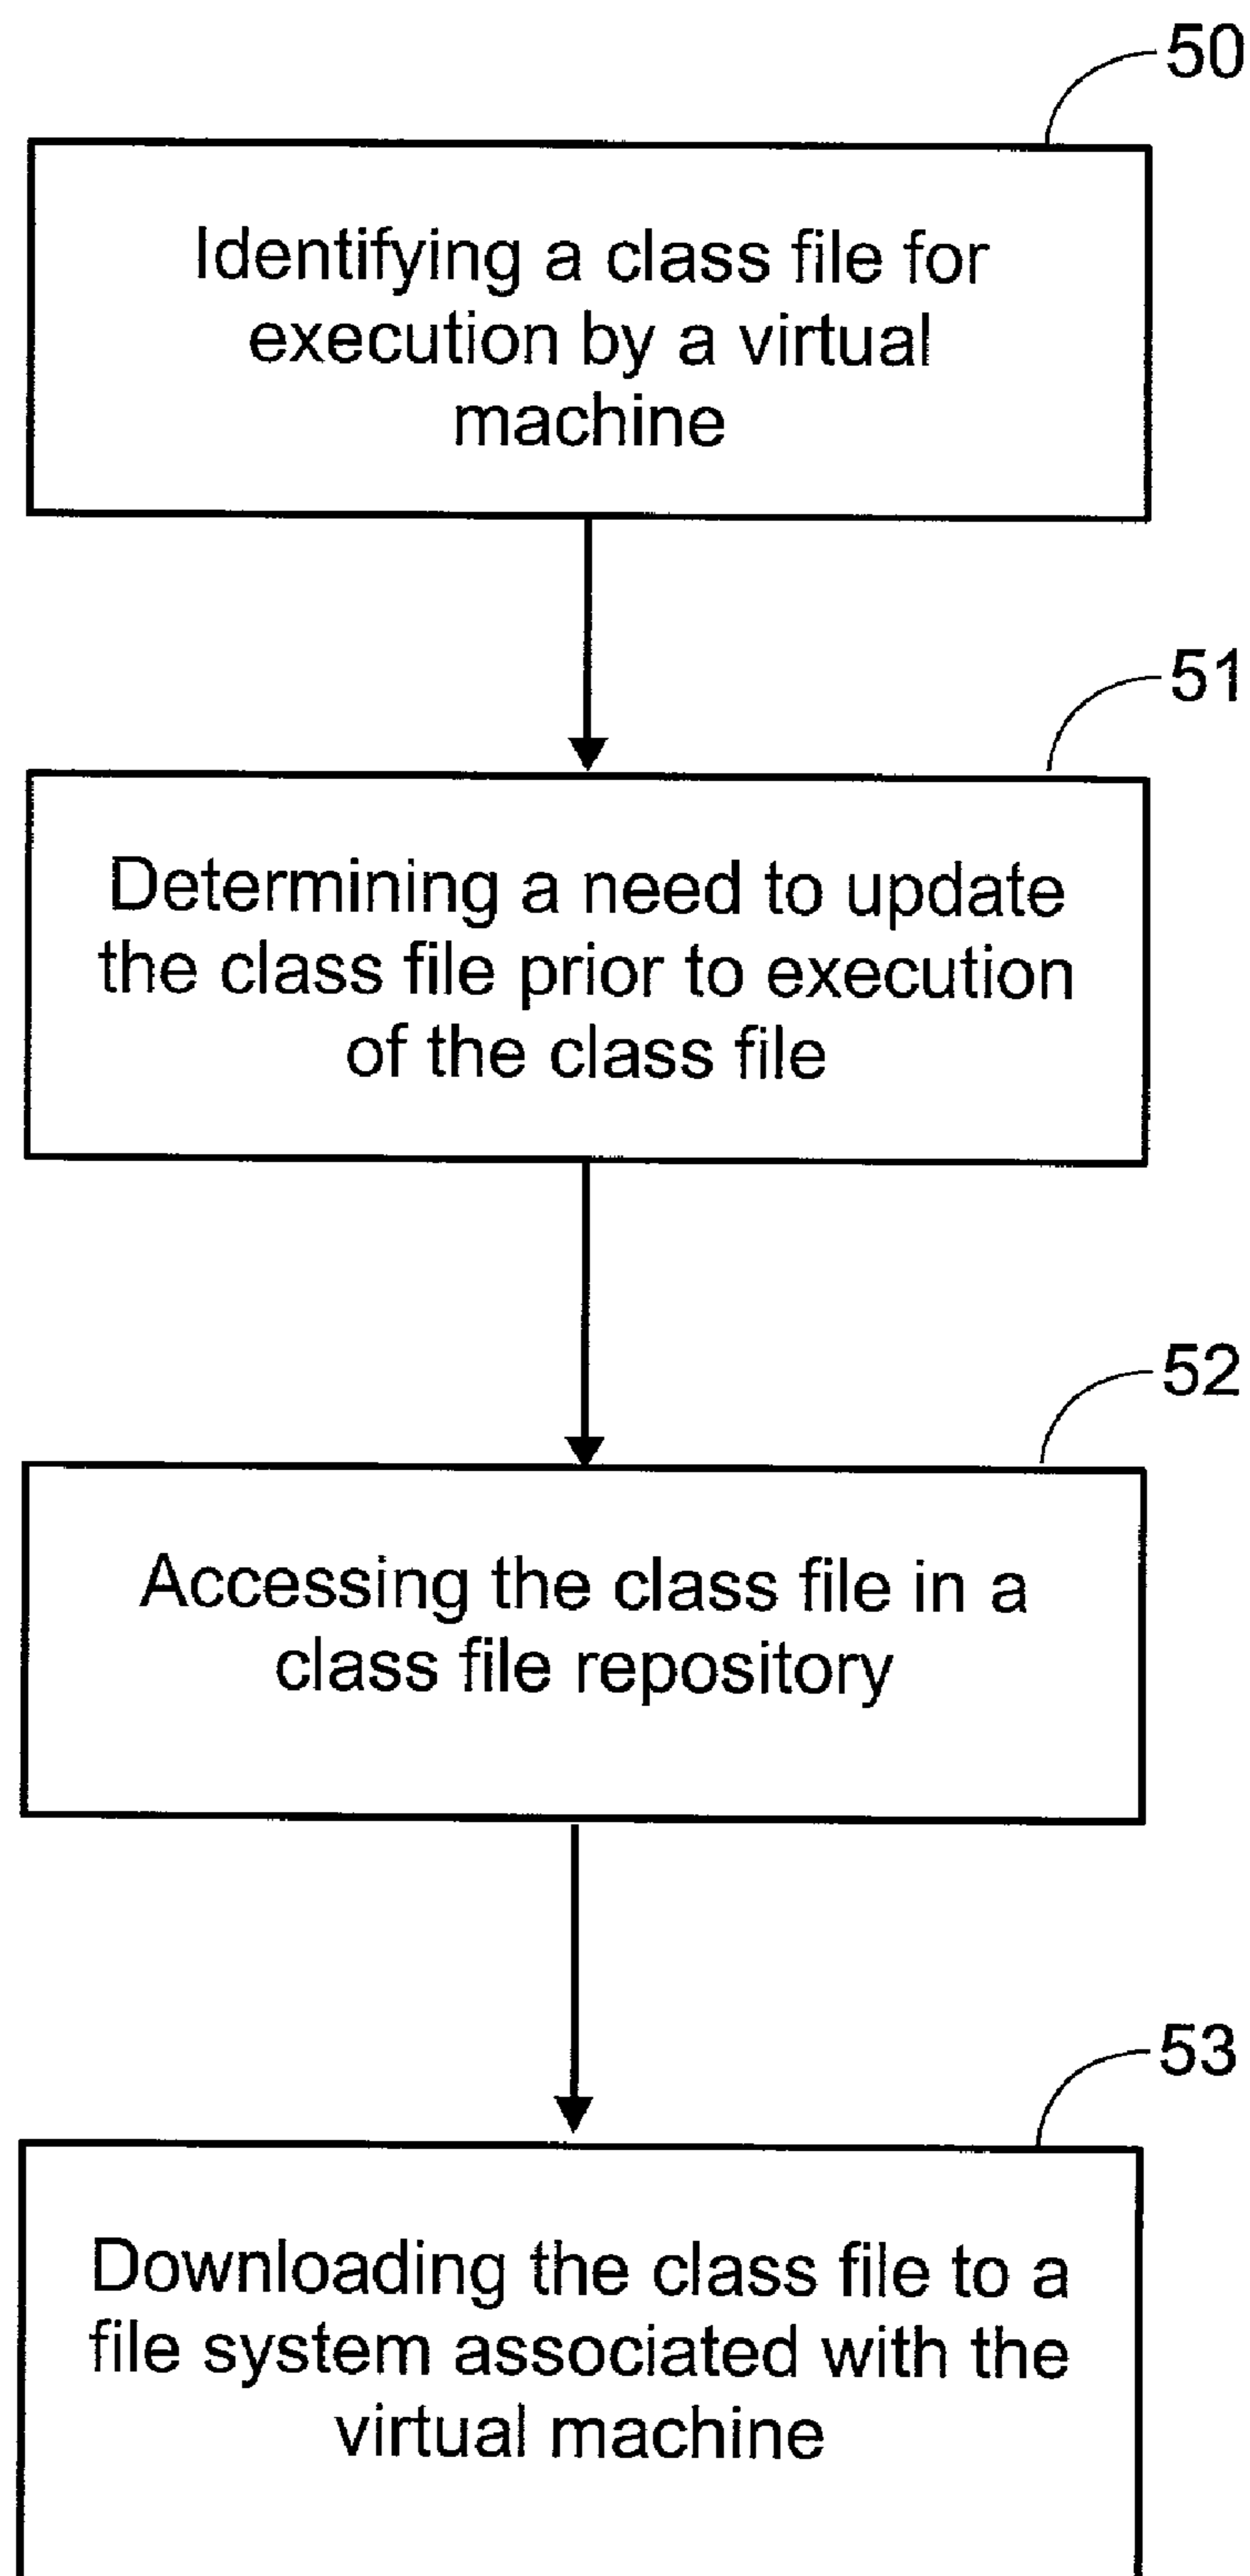 50
Identifying a class file for
execution by a virtual
machine
51
Determining a need to update
the class file prior to execution
of the class file
52
Accessing the class file in a
class file repository
53
Downloading the class file to a
file system associated with the
virtual machine